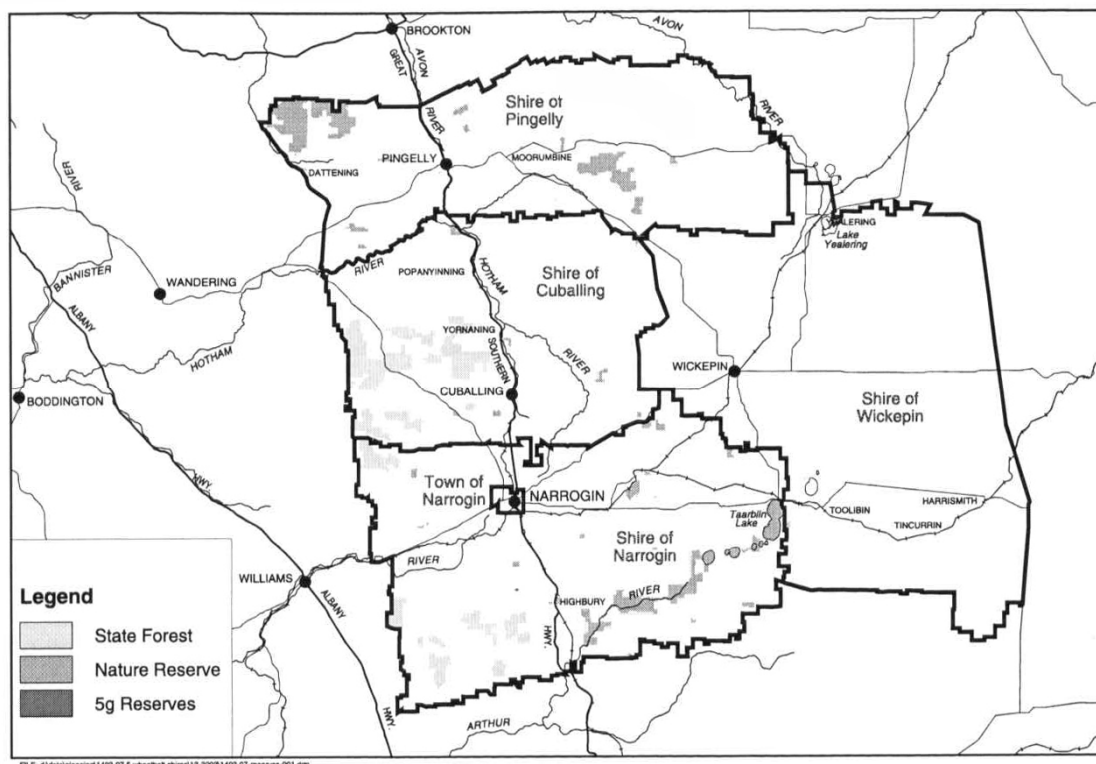 BROOKTON
AVON
GREAT
AVON
RIVER
RIVER
Shire of
Pingelly
PINGELLY
MOORUMBINE
DATTENING
RIVER
YEALERING
Lake
Yealering
BANNISTER
WANDERING
RIVER
POPANYINNING
HOTHAM
Shire of
Cuballing
ALBANY
HOTHAM
YORNANING
SOUTHERN
RIVER
WICKEPIN
BODDINGTON
CUBALLING
Shire of
Wickepin
HWY
Town of
Narrogin
NARROGIN
Taarblin
Lake
TOOLIBIN
HARRISMITH
TINCURRIN
Shire of
Narrogin
RIVER
WILLIAMS
ALBANY
HIGHBURY
RIVER
HWY.
HWY.
ARTHUR
Legend
State Forest
Nature Reserve
5g Reserves